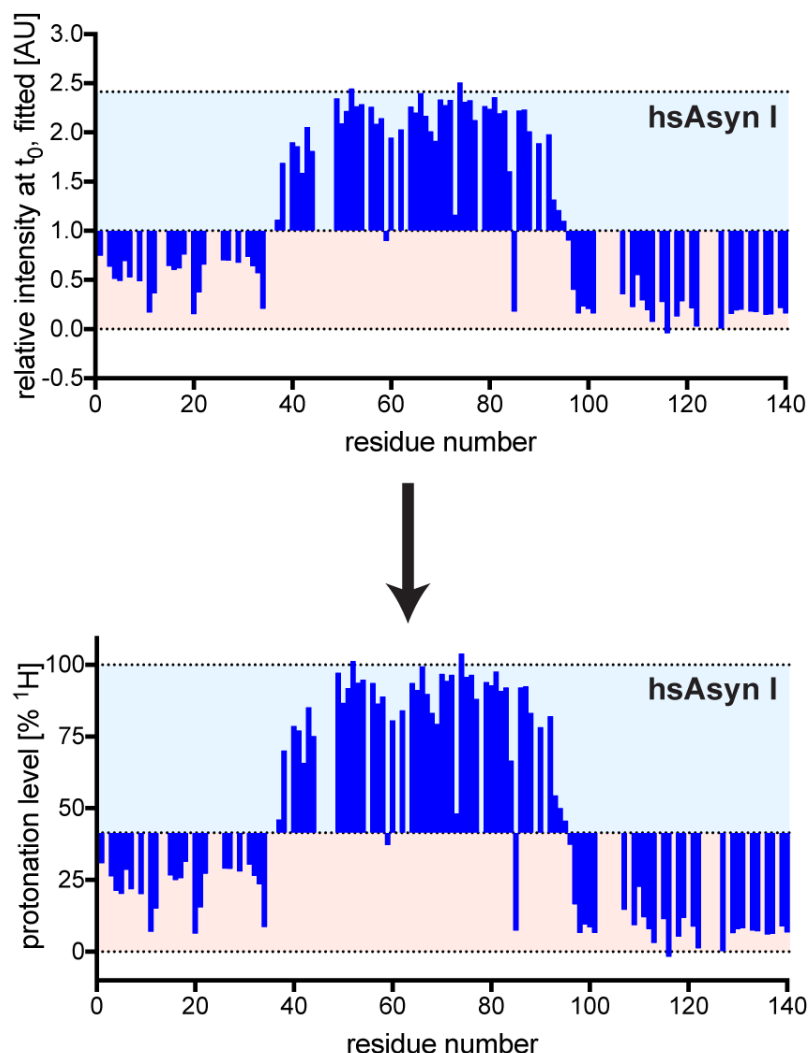 relative intensity at t0, fitted [AU]
3.0
2.5
2.0
1.5
1.0
0.5
0.0
-0.5
hsAsyn I
0 20 40 60 80 100 120 140
residue number
protonation level [% 1H]
100
75
50
25
0
hsAsyn I
0 20 40 60 80 100 120 140
residue number